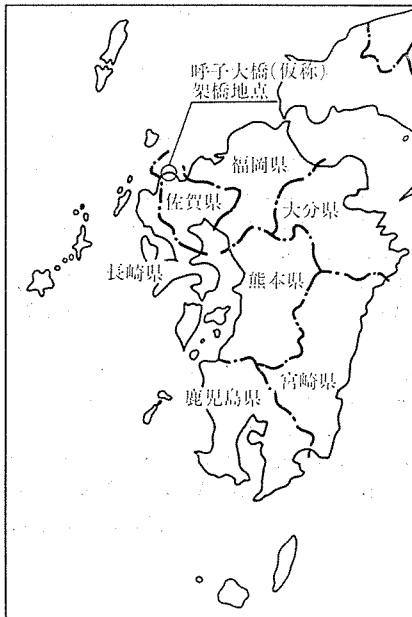 呼子大橋(仮称)
架橋地点
福岡県
佐賀県
大分県
長崎県
熊本県
宮崎県
鹿児島県